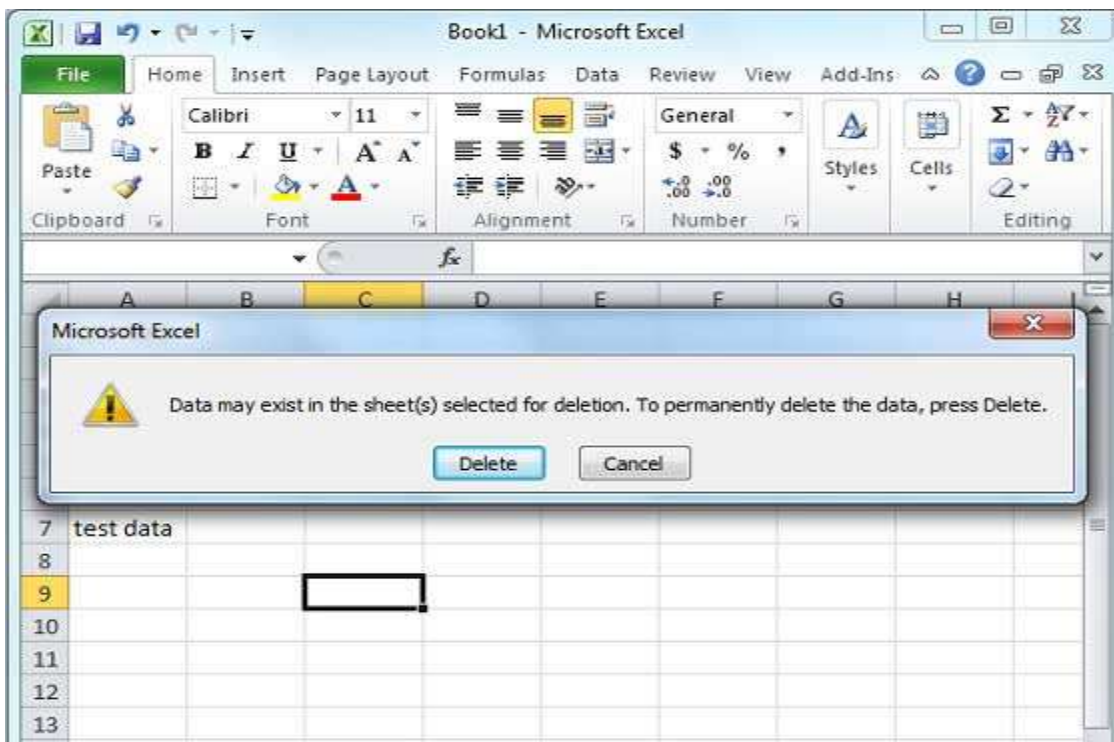 Book1 - Microsoft Excel
File Home Insert Page Layout Formulas Data Review View Add-Ins
Calibri 11 General
Paste B I U A A $ % , Styles Cells Σ
A .00 .00
Clipboard Font Alignment Number Editing
fx
A B C D E F G H I
Microsoft Excel
Data may exist in the sheet(s) selected for deletion. To permanently delete the data, press Delete.
Delete Cancel
7 test data
8
9
10
11
12
13